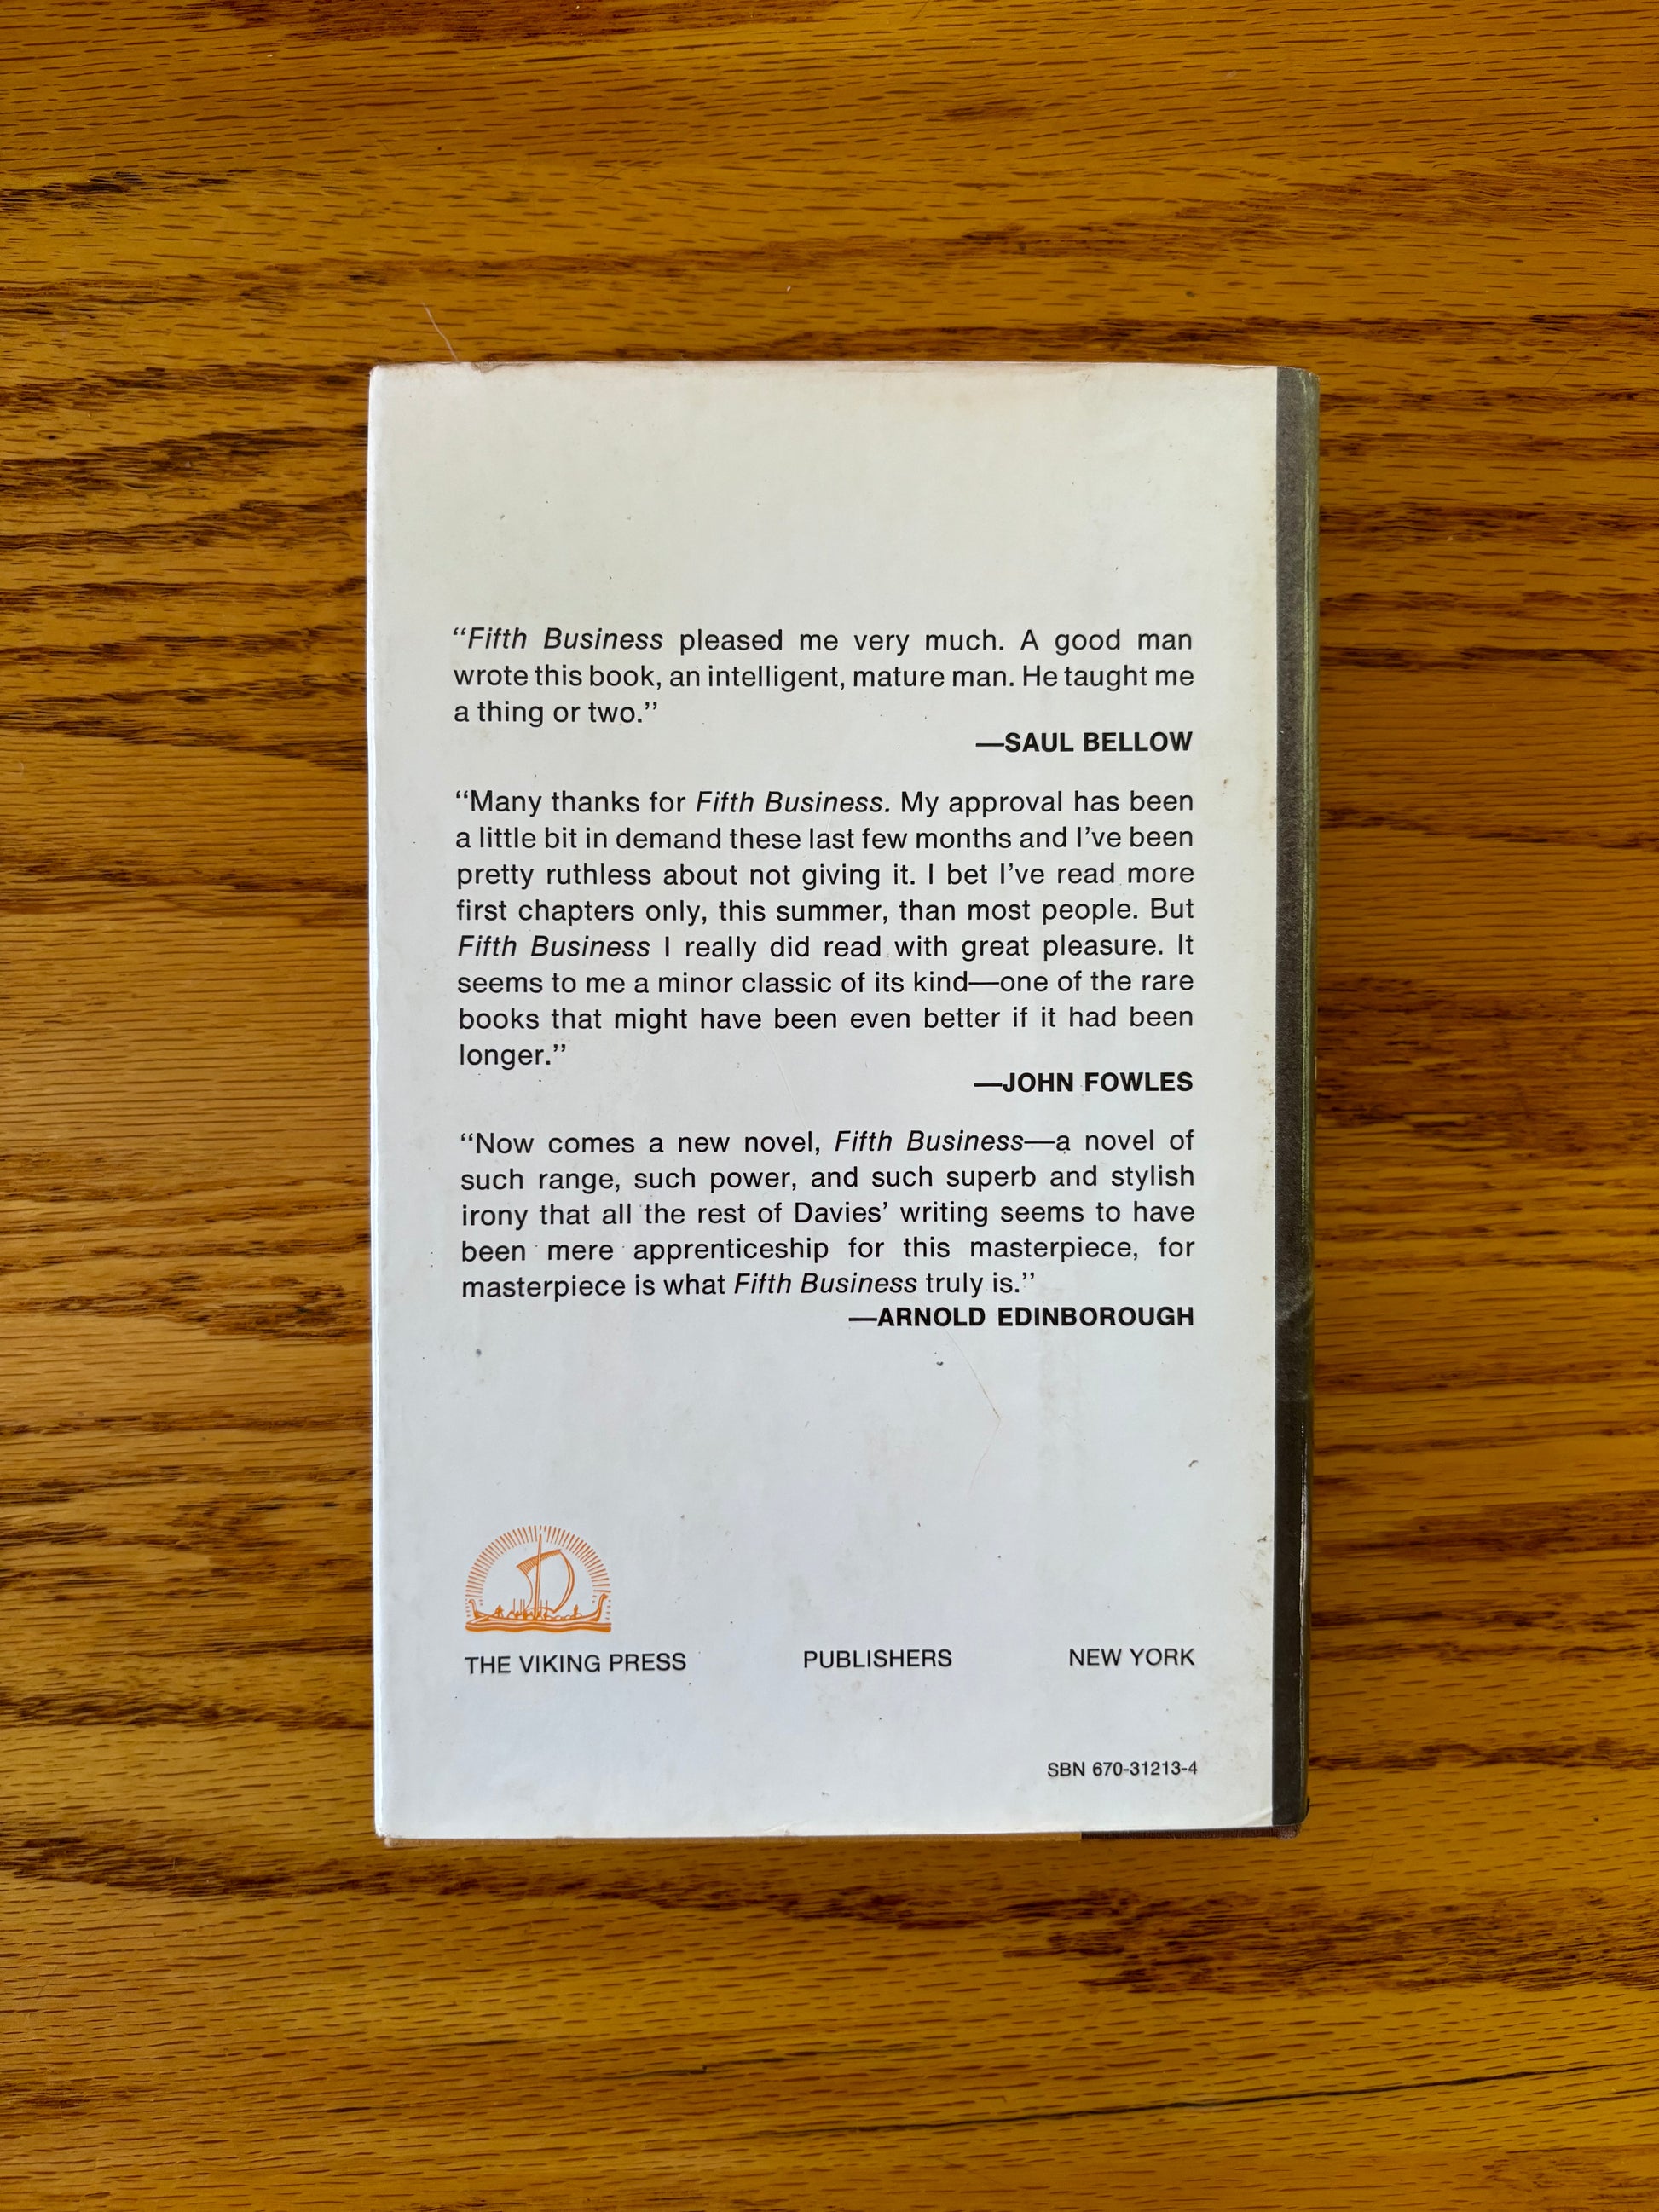 “Fifth Business pleased me very much. A good man
wrote this book, an intelligent, mature man. He taught me
a thing or two.”
—SAUL BELLOW
“Many thanks for Fifth Business. My approval has been
a little bit in demand these last few months and I’ve been
pretty ruthless about not giving it. I bet I’ve read more
first chapters only, this summer, than most people. But
Fifth Business I really did read with great pleasure. It
seems to me a minor classic of its kind—one of the rare
books that might have been even better if it had been
longer.”
—JOHN FOWLES
“Now comes a new novel, Fifth Business—a novel of
such range, such power, and such superb and stylish
irony that all the rest of Davies’ writing seems to have
been mere apprenticeship for this masterpiece, for
masterpiece is what Fifth Business truly is.”
—ARNOLD EDINBOROUGH
THE VIKING PRESS PUBLISHERS NEW YORK
SBN 670-31213-4